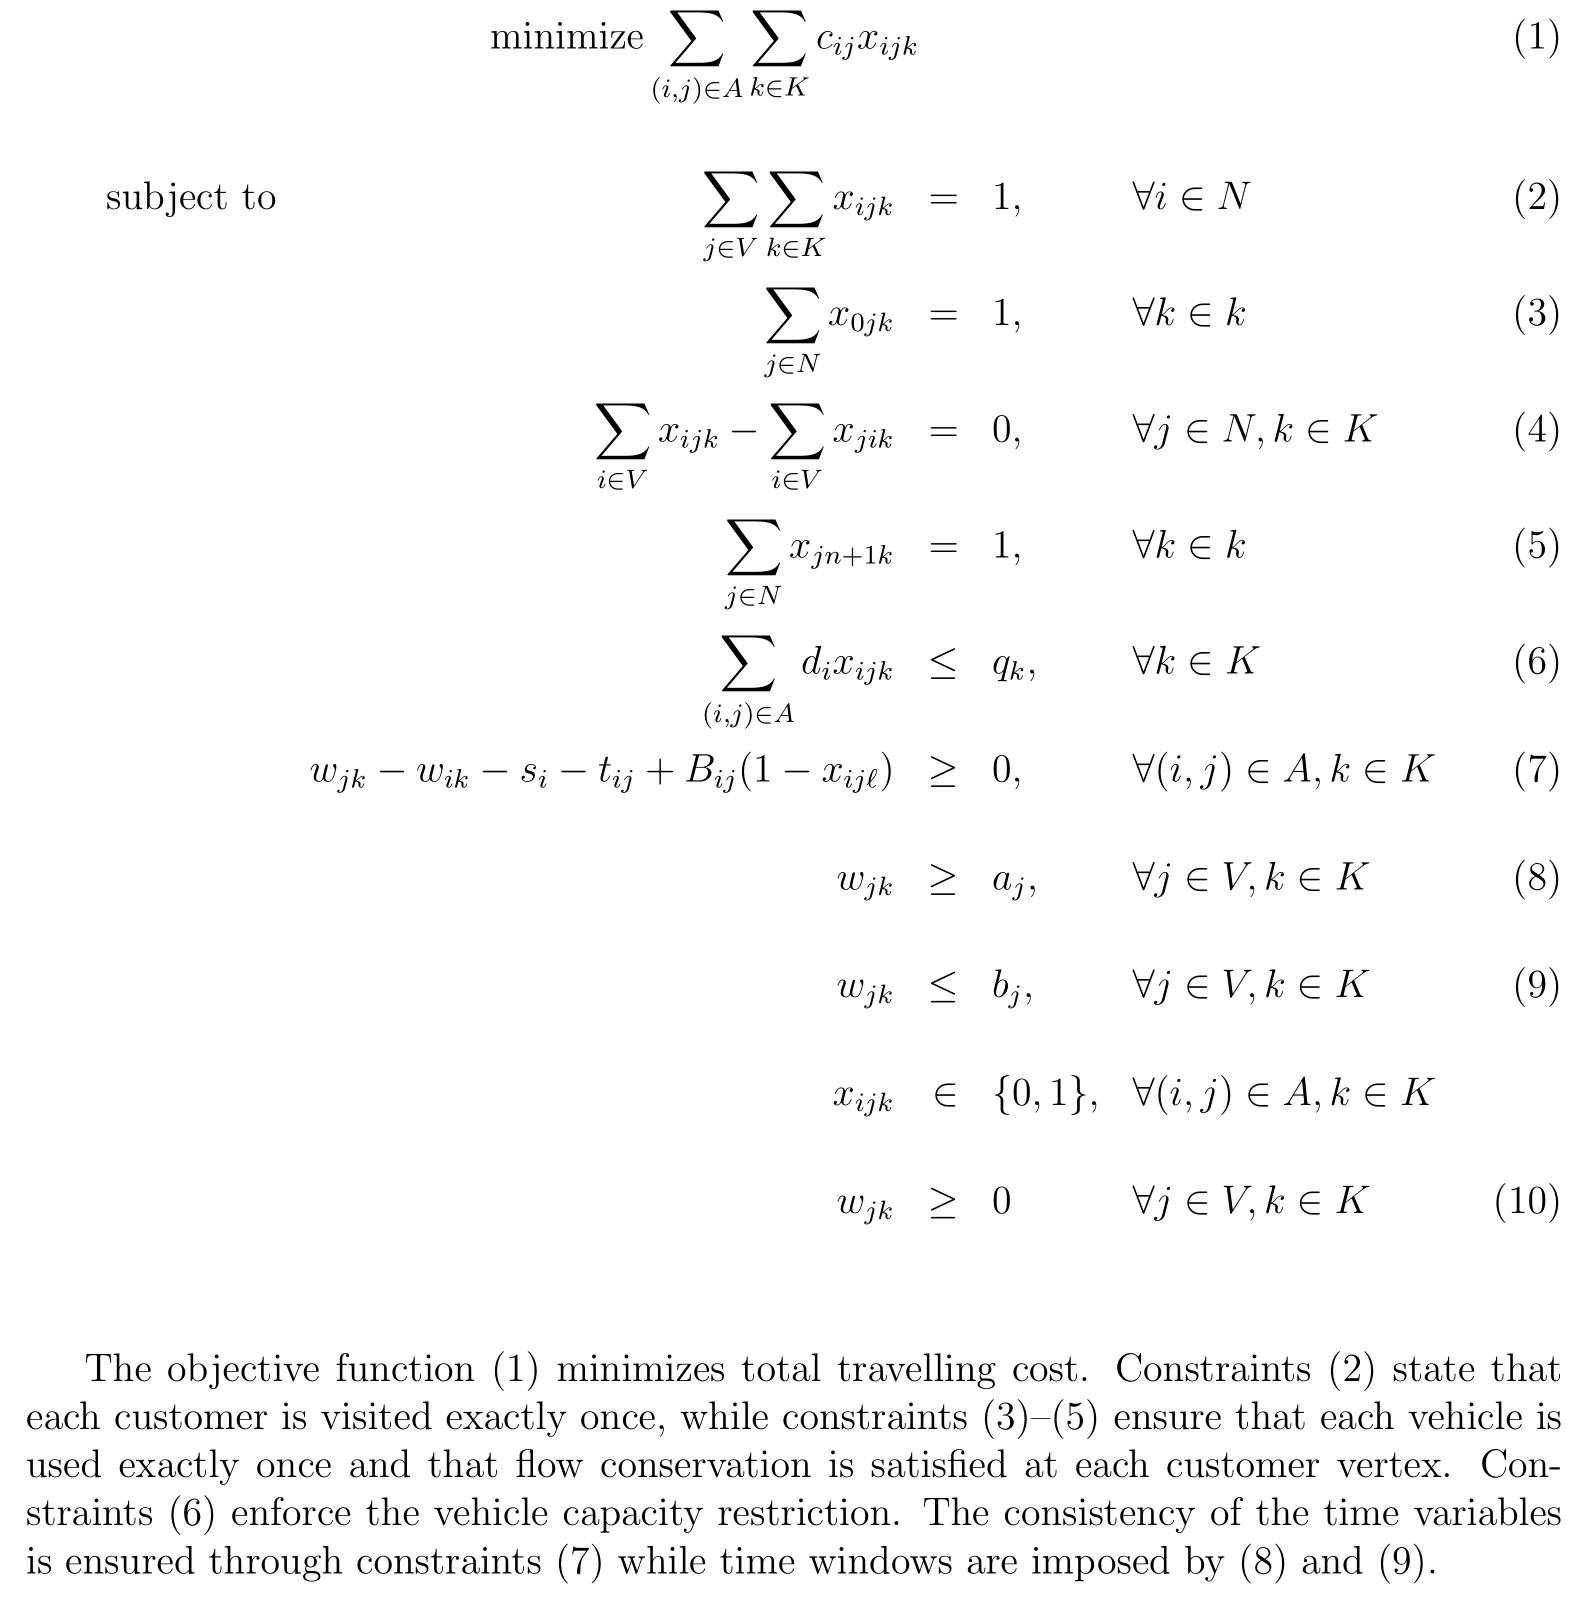 minimize ∑_{(i,j)∈A} ∑_{k∈K} c_{ij}x_{ijk} (1)
subject to ∑_{j∈V} ∑_{k∈K} x_{ijk} = 1, ∀i ∈ N (2)
∑_{j∈N} x_{0jk} = 1, ∀k ∈ k (3)
∑_{i∈V} x_{ijk} − ∑_{i∈V} x_{jik} = 0, ∀j ∈ N, k ∈ K (4)
∑_{j∈N} x_{jn+1k} = 1, ∀k ∈ k (5)
∑_{(i,j)∈A} d_{i}x_{ijk} ≤ q_{k}, ∀k ∈ K (6)
w_{jk} − w_{ik} − s_{i} − t_{ij} + B_{ij}(1 − x_{ijℓ}) ≥ 0, ∀(i, j) ∈ A, k ∈ K (7)
w_{jk} ≥ a_{j}, ∀j ∈ V, k ∈ K (8)
w_{jk} ≤ b_{j}, ∀j ∈ V, k ∈ K (9)
x_{ijk} ∈ {0, 1}, ∀(i, j) ∈ A, k ∈ K
w_{jk} ≥ 0 ∀j ∈ V, k ∈ K (10)
The objective function (1) minimizes total travelling cost. Constraints (2) state that
each customer is visited exactly once, while constraints (3)–(5) ensure that each vehicle is
used exactly once and that flow conservation is satisfied at each customer vertex. Con-
straints (6) enforce the vehicle capacity restriction. The consistency of the time variables
is ensured through constraints (7) while time windows are imposed by (8) and (9).